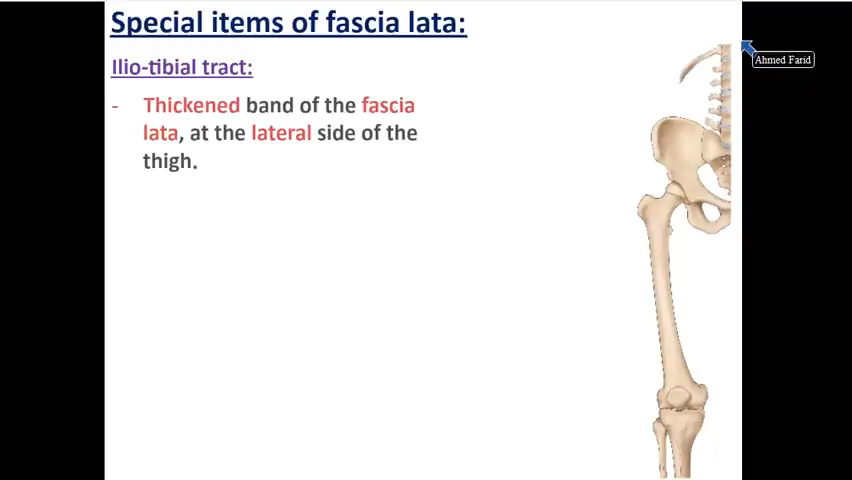 Special items of fascia lata:
Ilio-tibial tract:
- Thickened band of the fascia
lata, at the lateral side of the
thigh.
Ahmed Farid